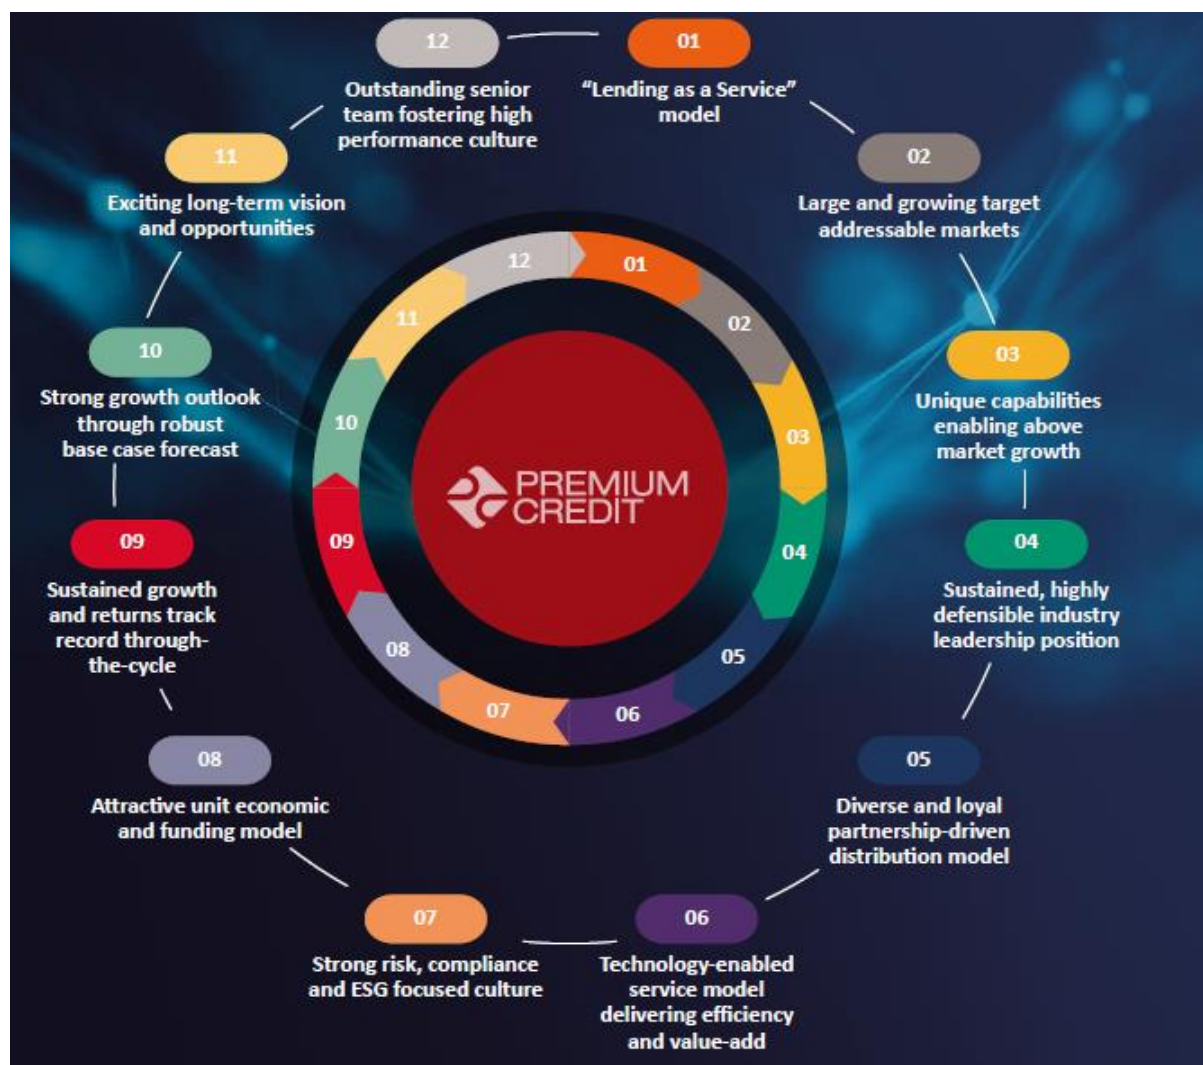 12
Outstanding senior
team fostering high
performance culture
01
“Lending as a Service”
model
11
Exciting long-term vision
and opportunities
02
Large and growing target
addressable markets
12
01
11
02
10
Strong growth outlook
through robust
base case forecast
03
Unique capabilities
enabling above
market growth
10
03
PREMIUM
CREDIT
09
Sustained growth
and returns track
record through-
the-cycle
04
Sustained, highly
defensible industry
leadership position
09
04
08
05
07
06
08
Attractive unit economic
and funding model
05
Diverse and loyal
partnership-driven
distribution model
07
Strong risk, compliance
and ESG focused culture
06
Technology-enabled
service model
delivering efficiency
and value-add